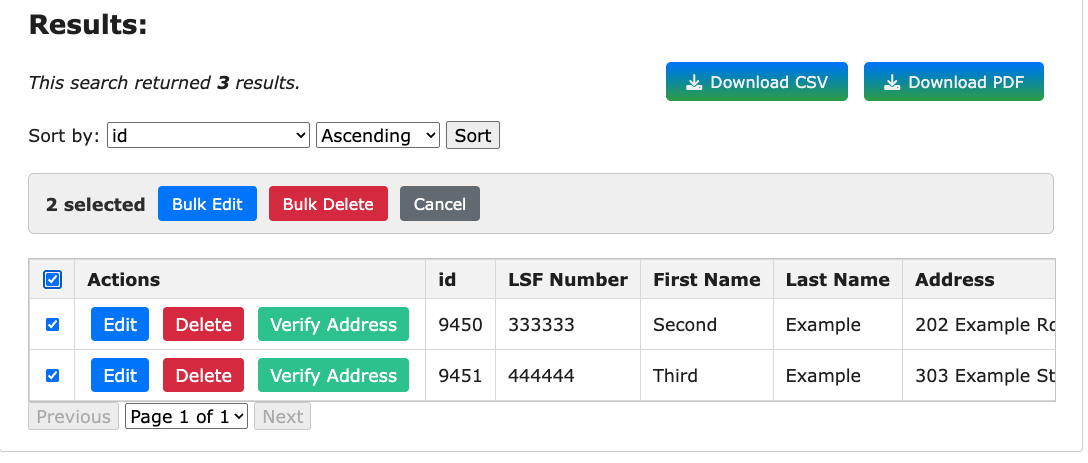 Results:
This search returned 3 results.
Download CSV
Download PDF
Sort by: id Ascending Sort
2 selected Bulk Edit Bulk Delete Cancel
Actions id LSF Number First Name Last Name Address
Edit Delete Verify Address 9450 333333 Second Example 202 Example
Edit Delete Verify Address 9451 444444 Third Example 303 Example St
Previous Page 1 of 1 Next